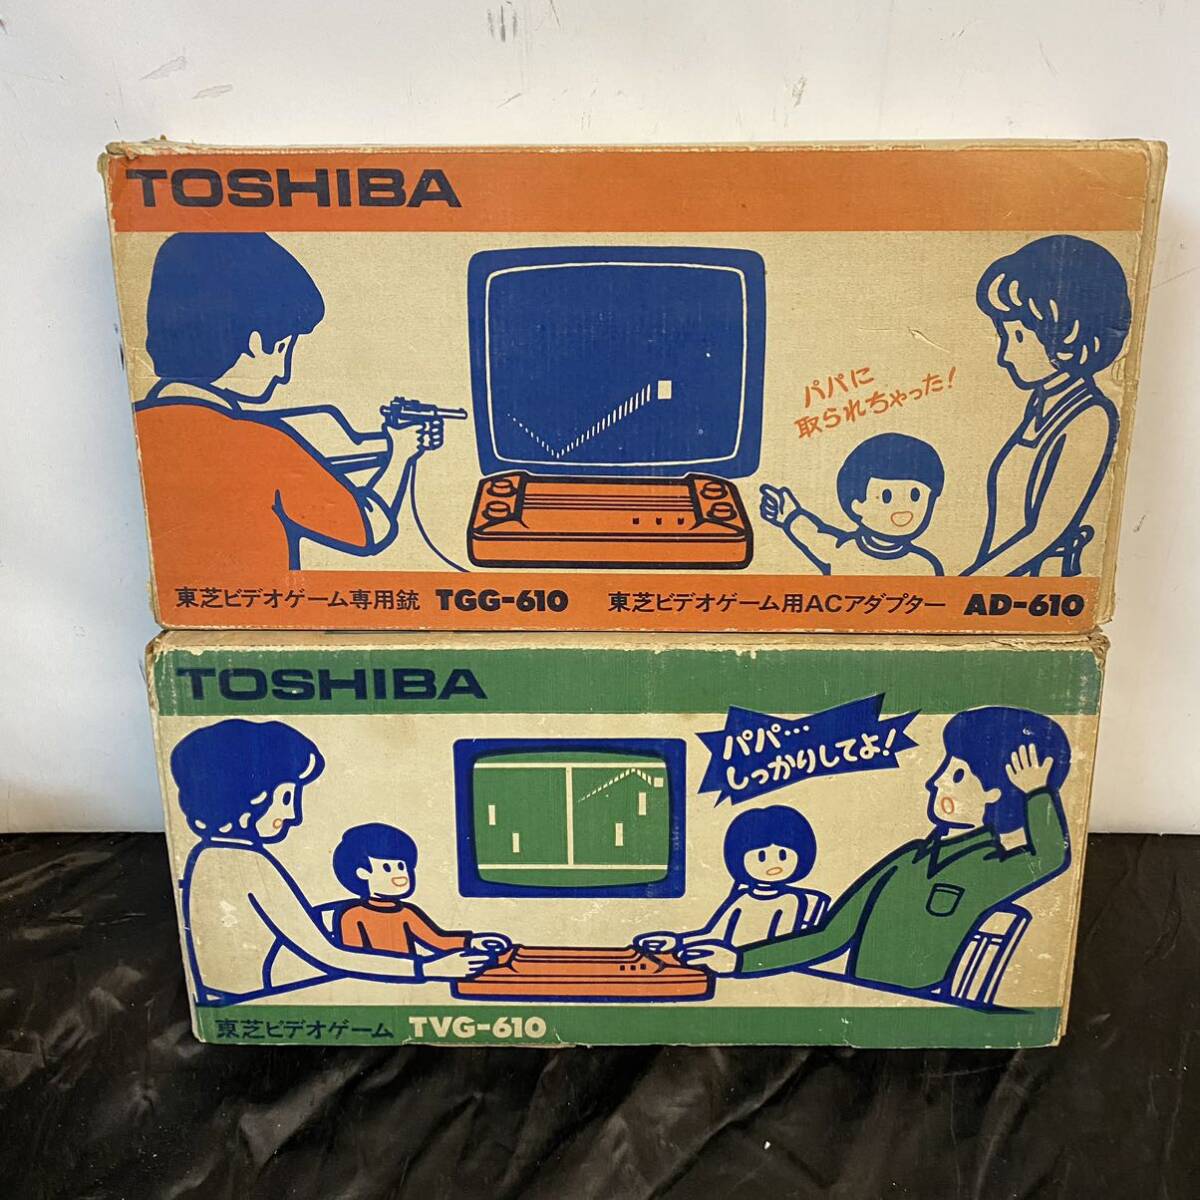 TOSHIBA
パパに
取られちゃった!
東芝ビデオゲーム専用銃 TGG-610 東芝ビデオゲーム用ACアダプター AD-610
TOSHIBA
パパ…
しっかりしてよ!
東芝ビデオゲーム TVG-610